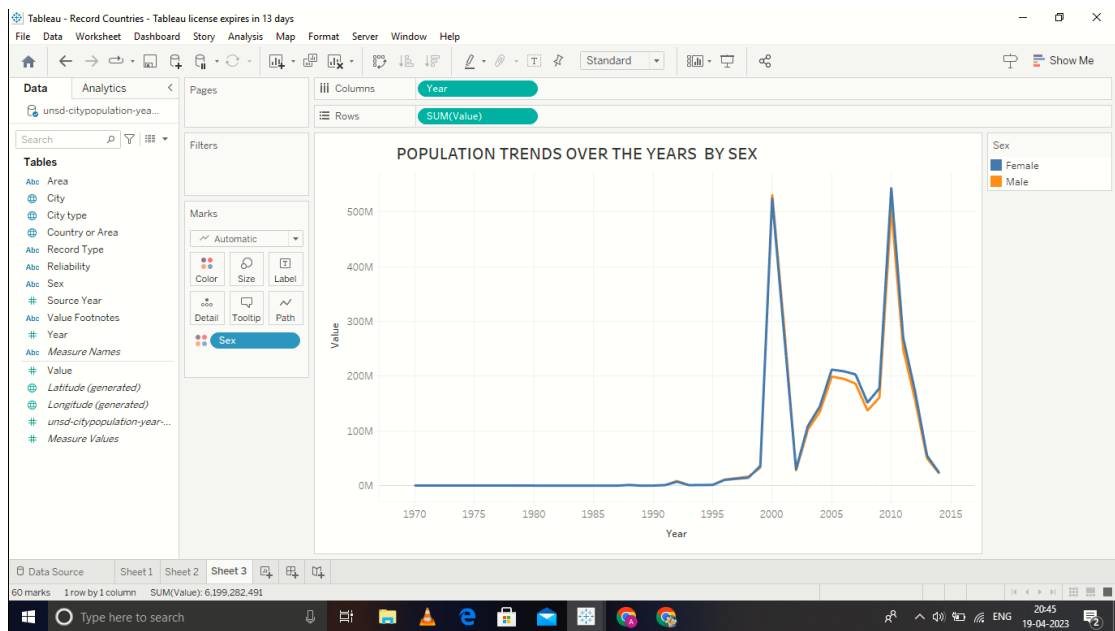 Tableau - Record Countries - Tableau license expires in 13 days
File Data Worksheet Dashboard Story Analysis Map Format Server Window Help
Standard
Show Me
Data Analytics
unsd-citypopulation-yea...
Search
Tables
Abc Area
City
City type
Country or Area
Abc Record Type
Abc Reliability
Abc Sex
# Source Year
Abc Value Footnotes
# Year
Abc Measure Names
# Value
Latitude (generated)
Longitude (generated)
# unsd-citypopulation-year-...
# Measure Values
Pages
Filters
Marks
Automatic
Color Size Label
Detail Tooltip Path
Sex
Columns Year
Rows SUM(Value)
POPULATION TRENDS OVER THE YEARS BY SEX
500M
400M
300M
200M
100M
0M
Value
1970 1975 1980 1985 1990 1995 2000 2005 2010 2015
Year
Sex
Female
Male
Data Source Sheet 1 Sheet 2 Sheet 3
60 marks 1 row by 1 column SUM(Value): 6,199,282,491
Type here to search
ENG
20:45
19-04-2023
2